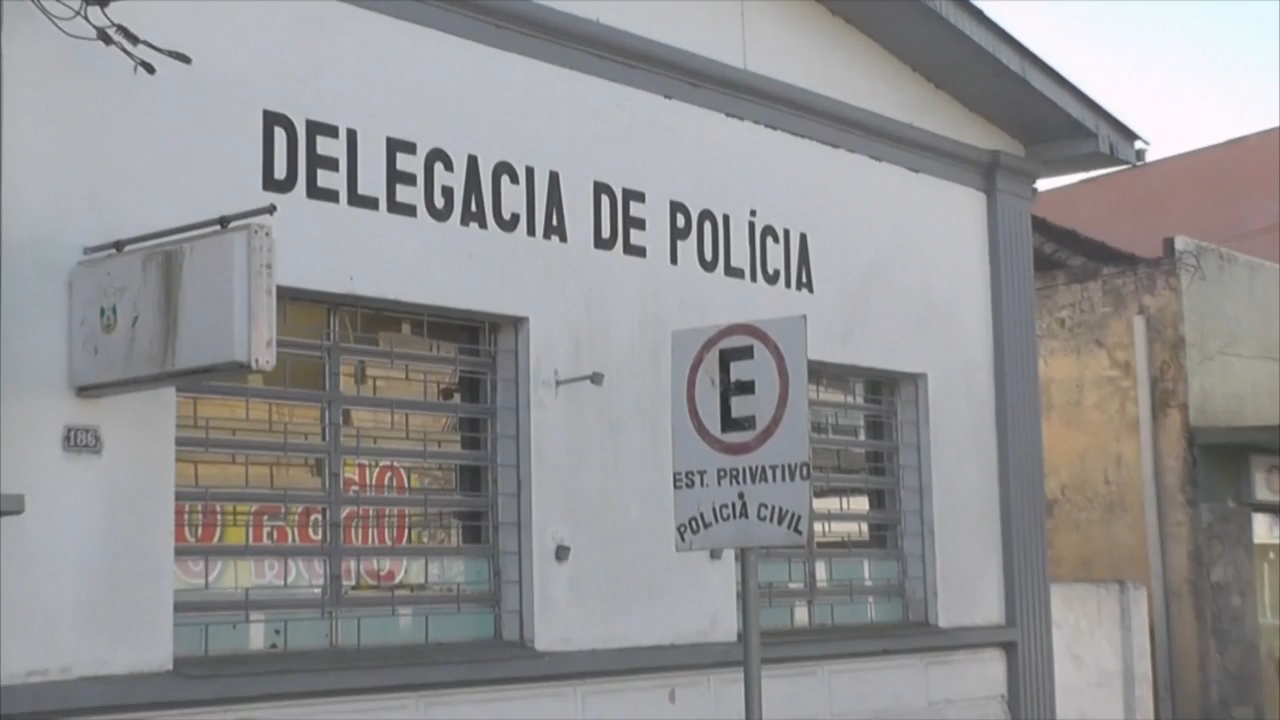 DELEGACIA DE POLÍCIA
186
E
EST. PRIVATIVO
POLÍCIA CIVIL